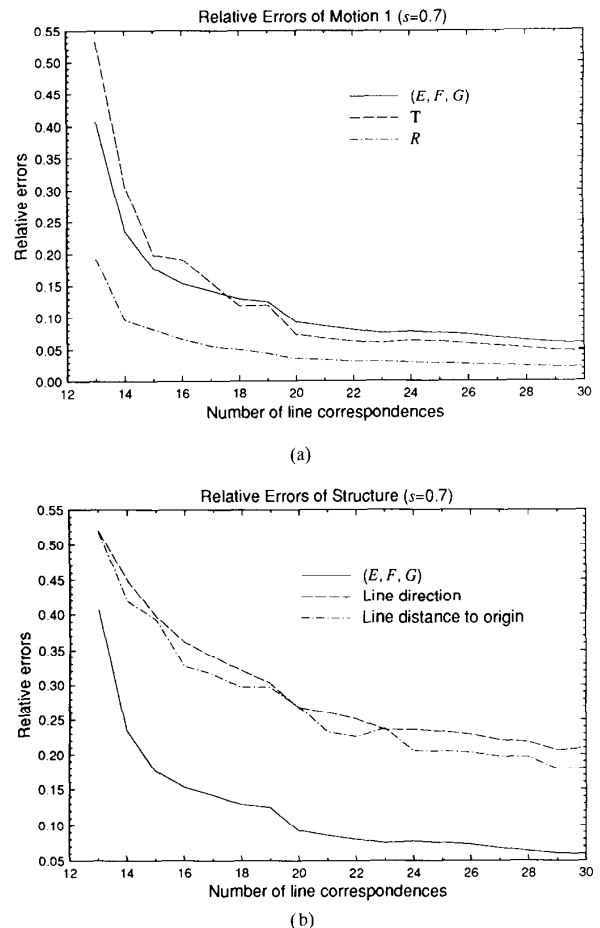 Relative Errors of Motion 1 (s=0.7)
0.55
0.50
0.45
0.40
0.35
0.30
0.25
0.20
0.15
0.10
0.05
0.00
Relative errors
(E, F, G)
T
R
12 14 16 18 20 22 24 26 28 30
Number of line correspondences
(a)
Relative Errors of Structure (s=0.7)
0.55
0.50
0.45
0.40
0.35
0.30
0.25
0.20
0.15
0.10
0.05
Relative errors
(E, F, G)
Line direction
Line distance to origin
12 14 16 18 20 22 24 26 28 30
Number of line correspondences
(b)